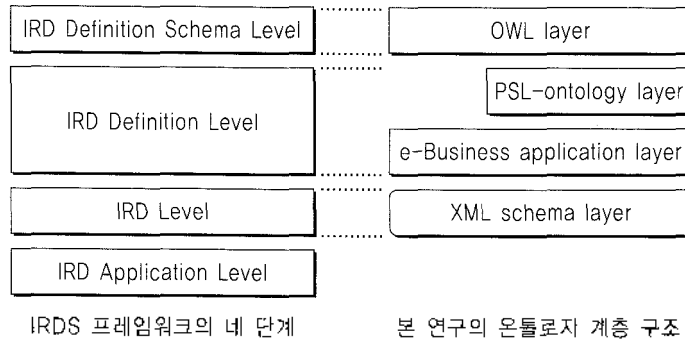 IRD Definition Schema Level
OWL layer
IRD Definition Level
PSL-ontology layer
e-Business application layer
IRD Level
XML schema layer
IRD Application Level
IRDS 프레임워크의 네 단계
본 연구의 온톨로자 계층 구조